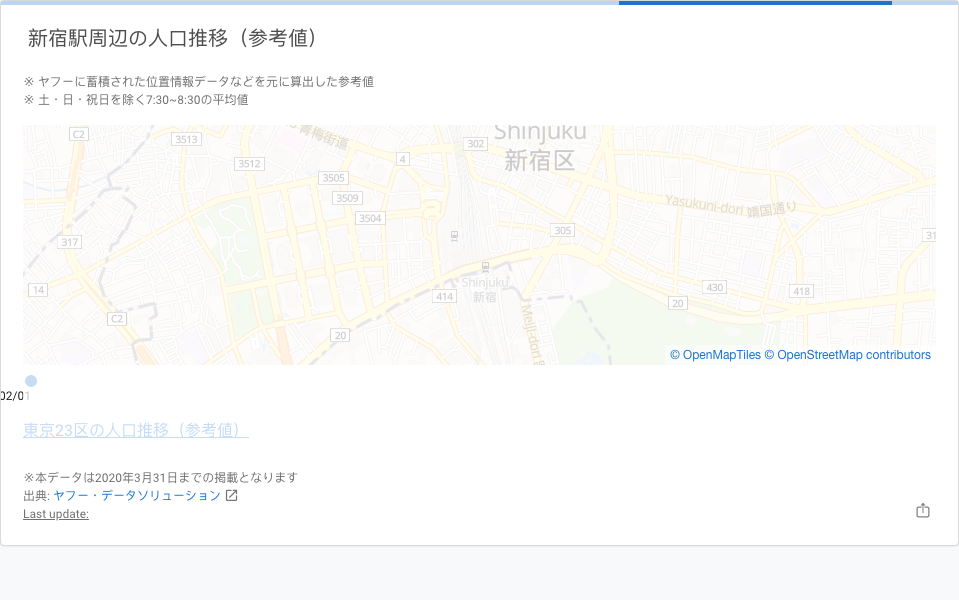 新宿駅周辺の人口推移（参考値）
※ ヤフーに蓄積された位置情報データなどを元に算出した参考値
※ 土・日・祝日を除く7:30~8:30の平均値
Shinjuku
新宿区
青梅街道
C2
3513
302
4
3512
3505
3509
3504
Yasukuni-dori 靖国通り
305
31
317
Shinjuku
新宿
14
414
430
418
20
C2
20
Meiji-dori
© OpenMapTiles © OpenStreetMap contributors
02/01
東京23区の人口推移（参考値）
※本データは2020年3月31日までの掲載となります
出典: ヤフー・データソリューション
Last update: